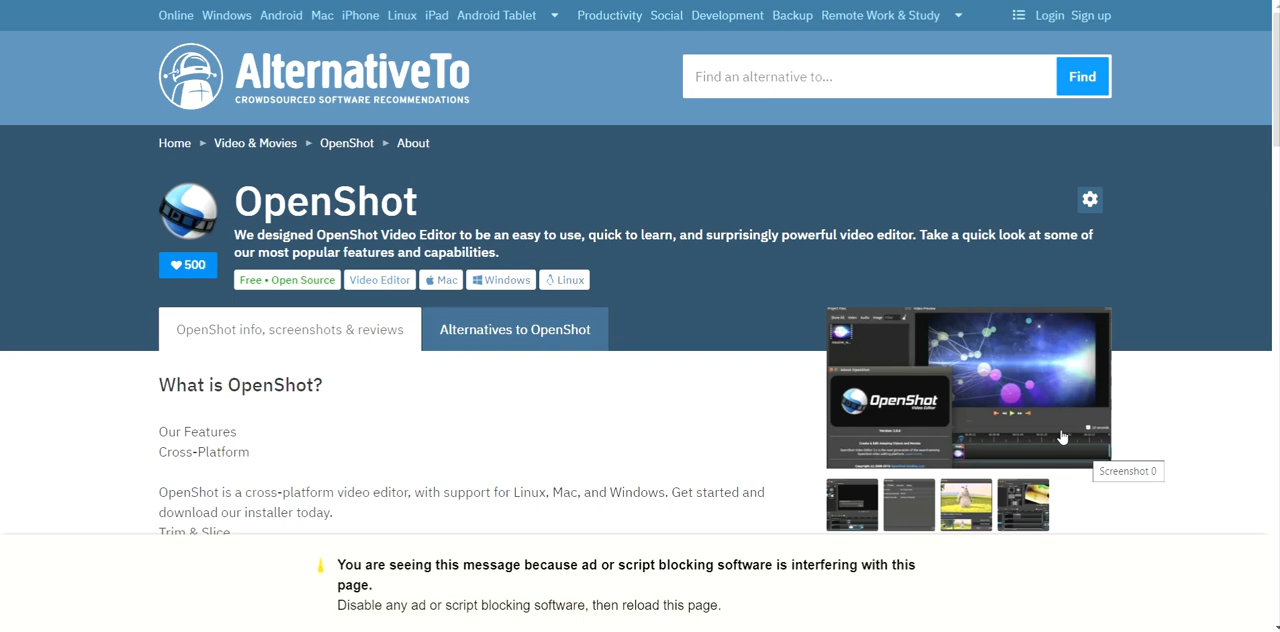 Online Windows Android Mac iPhone Linux iPad Android Tablet Productivity Social Development Backup Remote Work & Study Login Sign up
AlternativeTo
CROWDSOURCED SOFTWARE RECOMMENDATIONS
Find an alternative to...
Find
Home ▸ Video & Movies ▸ OpenShot ▸ About
OpenShot
We designed OpenShot Video Editor to be an easy to use, quick to learn, and surprisingly powerful video editor. Take a quick look at some of
our most popular features and capabilities.
500
Free • Open Source Video Editor Mac Windows Linux
OpenShot info, screenshots & reviews
Alternatives to OpenShot
What is OpenShot?
Our Features
Cross-Platform
OpenShot is a cross-platform video editor, with support for Linux, Mac, and Windows. Get started and
download our installer today.
Trim & Slice
OpenShot
Video Editor
Screenshot 0
You are seeing this message because ad or script blocking software is interfering with this
page.
Disable any ad or script blocking software, then reload this page.